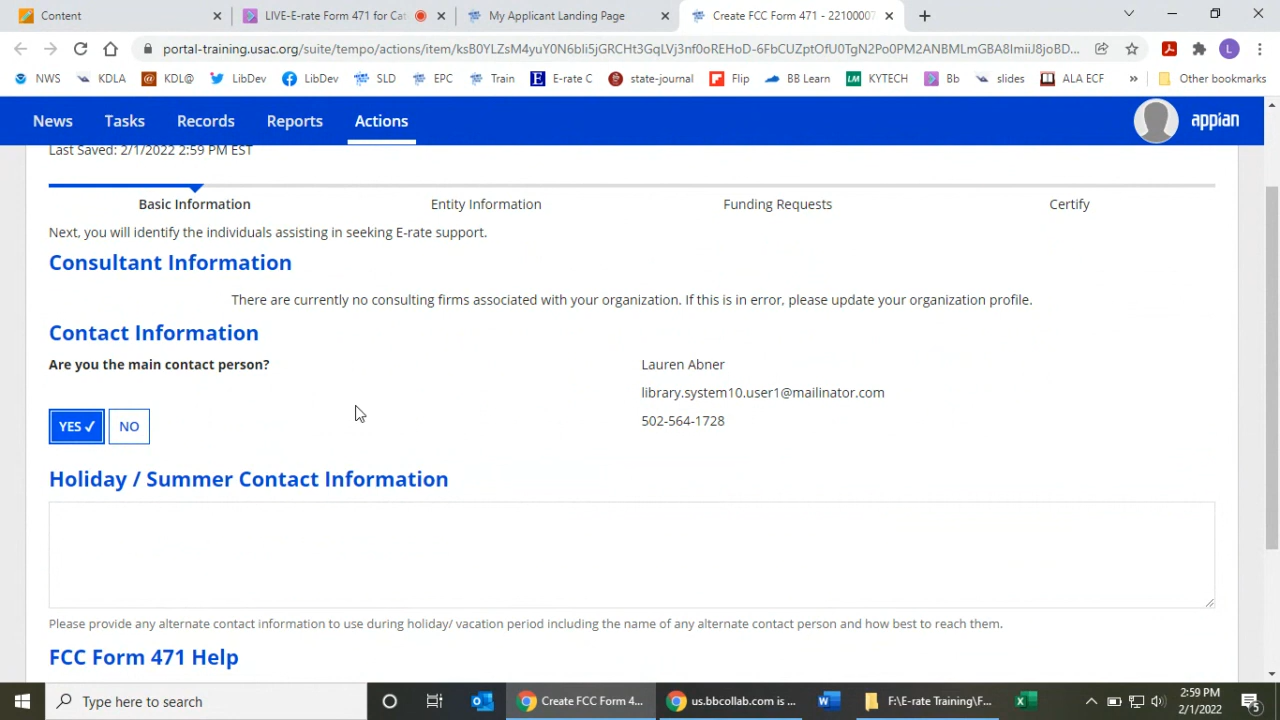 Content
LIVE-E-rate Form 471 for Cat
My Applicant Landing Page
Create FCC Form 471 - 22100007
portal-training.usac.org/suite/tempo/actions/item/
L
NWS
KDLA
KDL@
LibDev
LibDev
SLD
EPC
Train
E-rate C
state-journal
Flip
BB Learn
KYTECH
Bb
slides
ALA ECF
»
Other bookmarks
News
Tasks
Records
Reports
Actions
appian
Last Saved: 2/1/2022 2:59 PM EST
Basic Information
Entity Information
Funding Requests
Certify
Next, you will identify the individuals assisting in seeking E-rate support.
Consultant Information
There are currently no consulting firms associated with your organization. If this is in error, please update your organization profile.
Contact Information
Are you the main contact person?
Lauren Abner
library.system10.user1@mailinator.com
502-564-1728
YES ✓
NO
Holiday / Summer Contact Information
Please provide any alternate contact information to use during holiday/ vacation period including the name of any alternate contact person and how best to reach them.
FCC Form 471 Help
Type here to search
Create FCC Form 4...
us.bbcollab.com is ...
F:\E-rate Training\F...
2:59 PM
2/1/2022
5